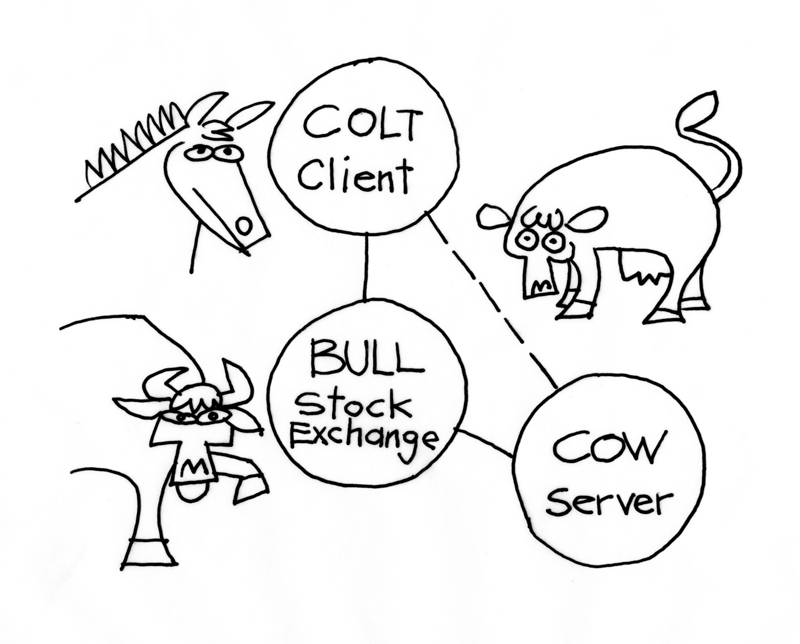 COLT
Client
BULL
Stock
Exchange
COW
Server